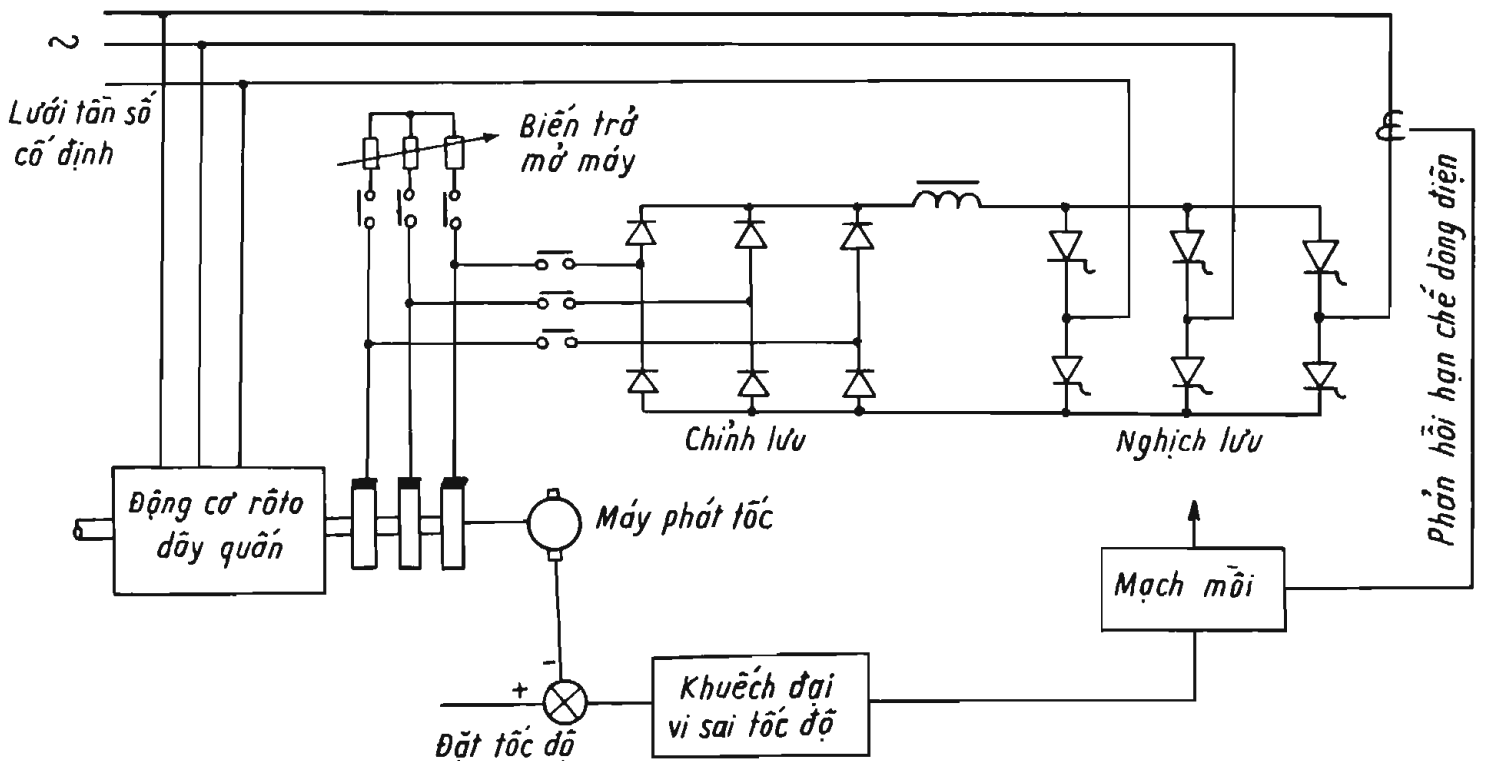 ~
Lưới tần số
cố định
Biến trở
mở máy
Phản hồi hạn chế dòng điện
Chỉnh lưu
Nghịch lưu
Động cơ rôto
dây quấn
Máy phát tốc
Mạch mồi
-
+
Đặt tốc độ
Khuếch đại
vi sai tốc độ